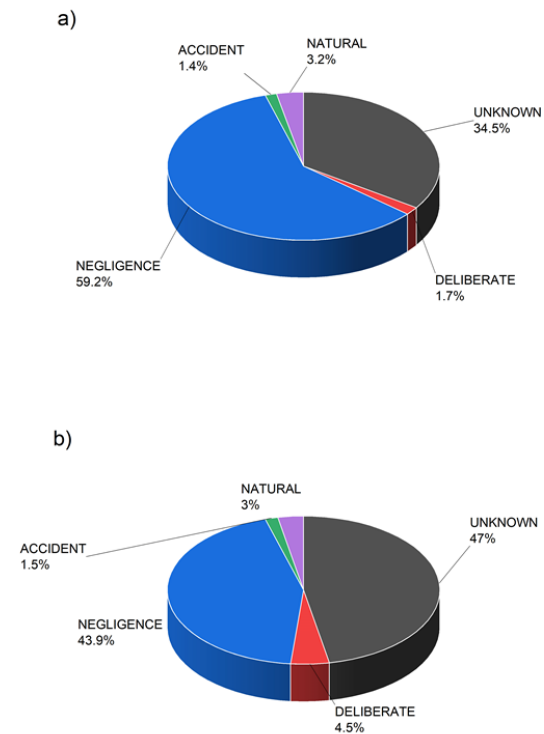 a)
ACCIDENT
1.4%
NATURAL
3.2%
UNKNOWN
34.5%
NEGLIGENCE
59.2%
DELIBERATE
1.7%
b)
NATURAL
3%
UNKNOWN
47%
ACCIDENT
1.5%
NEGLIGENCE
43.9%
DELIBERATE
4.5%